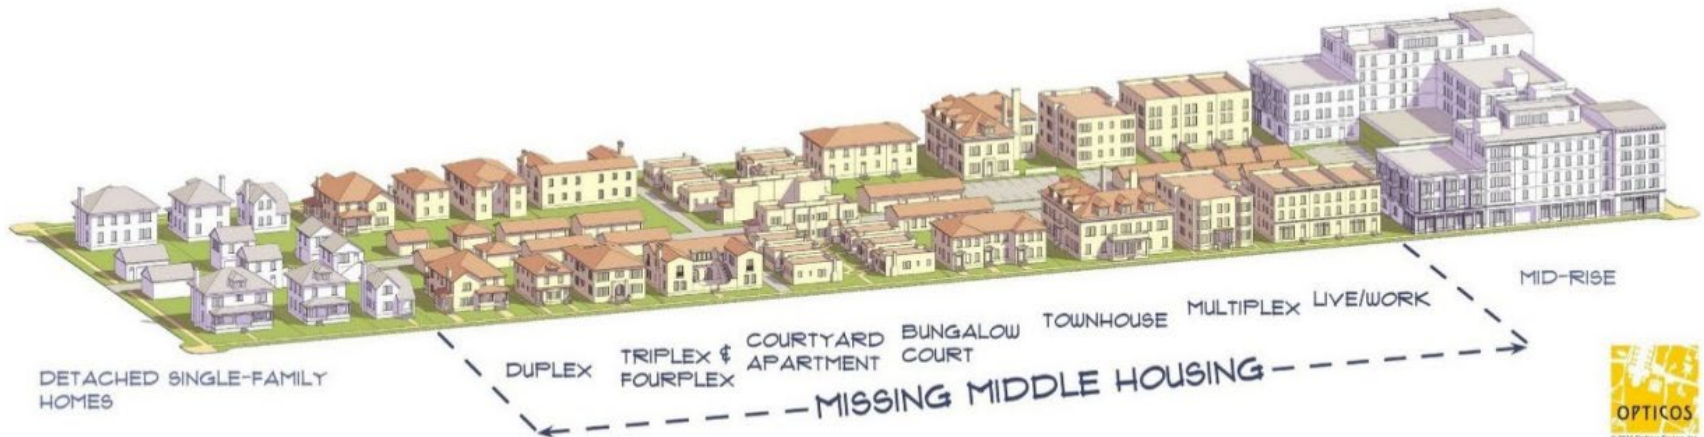 DETACHED SINGLE-FAMILY
HOMES
DUPLEX
TRIPLEX &
FOURPLEX
COURTYARD
APARTMENT
BUNGALOW
COURT
TOWNHOUSE
MULTIPLEX
LIVE/WORK
MID-RISE
MISSING MIDDLE HOUSING
OPTICOS